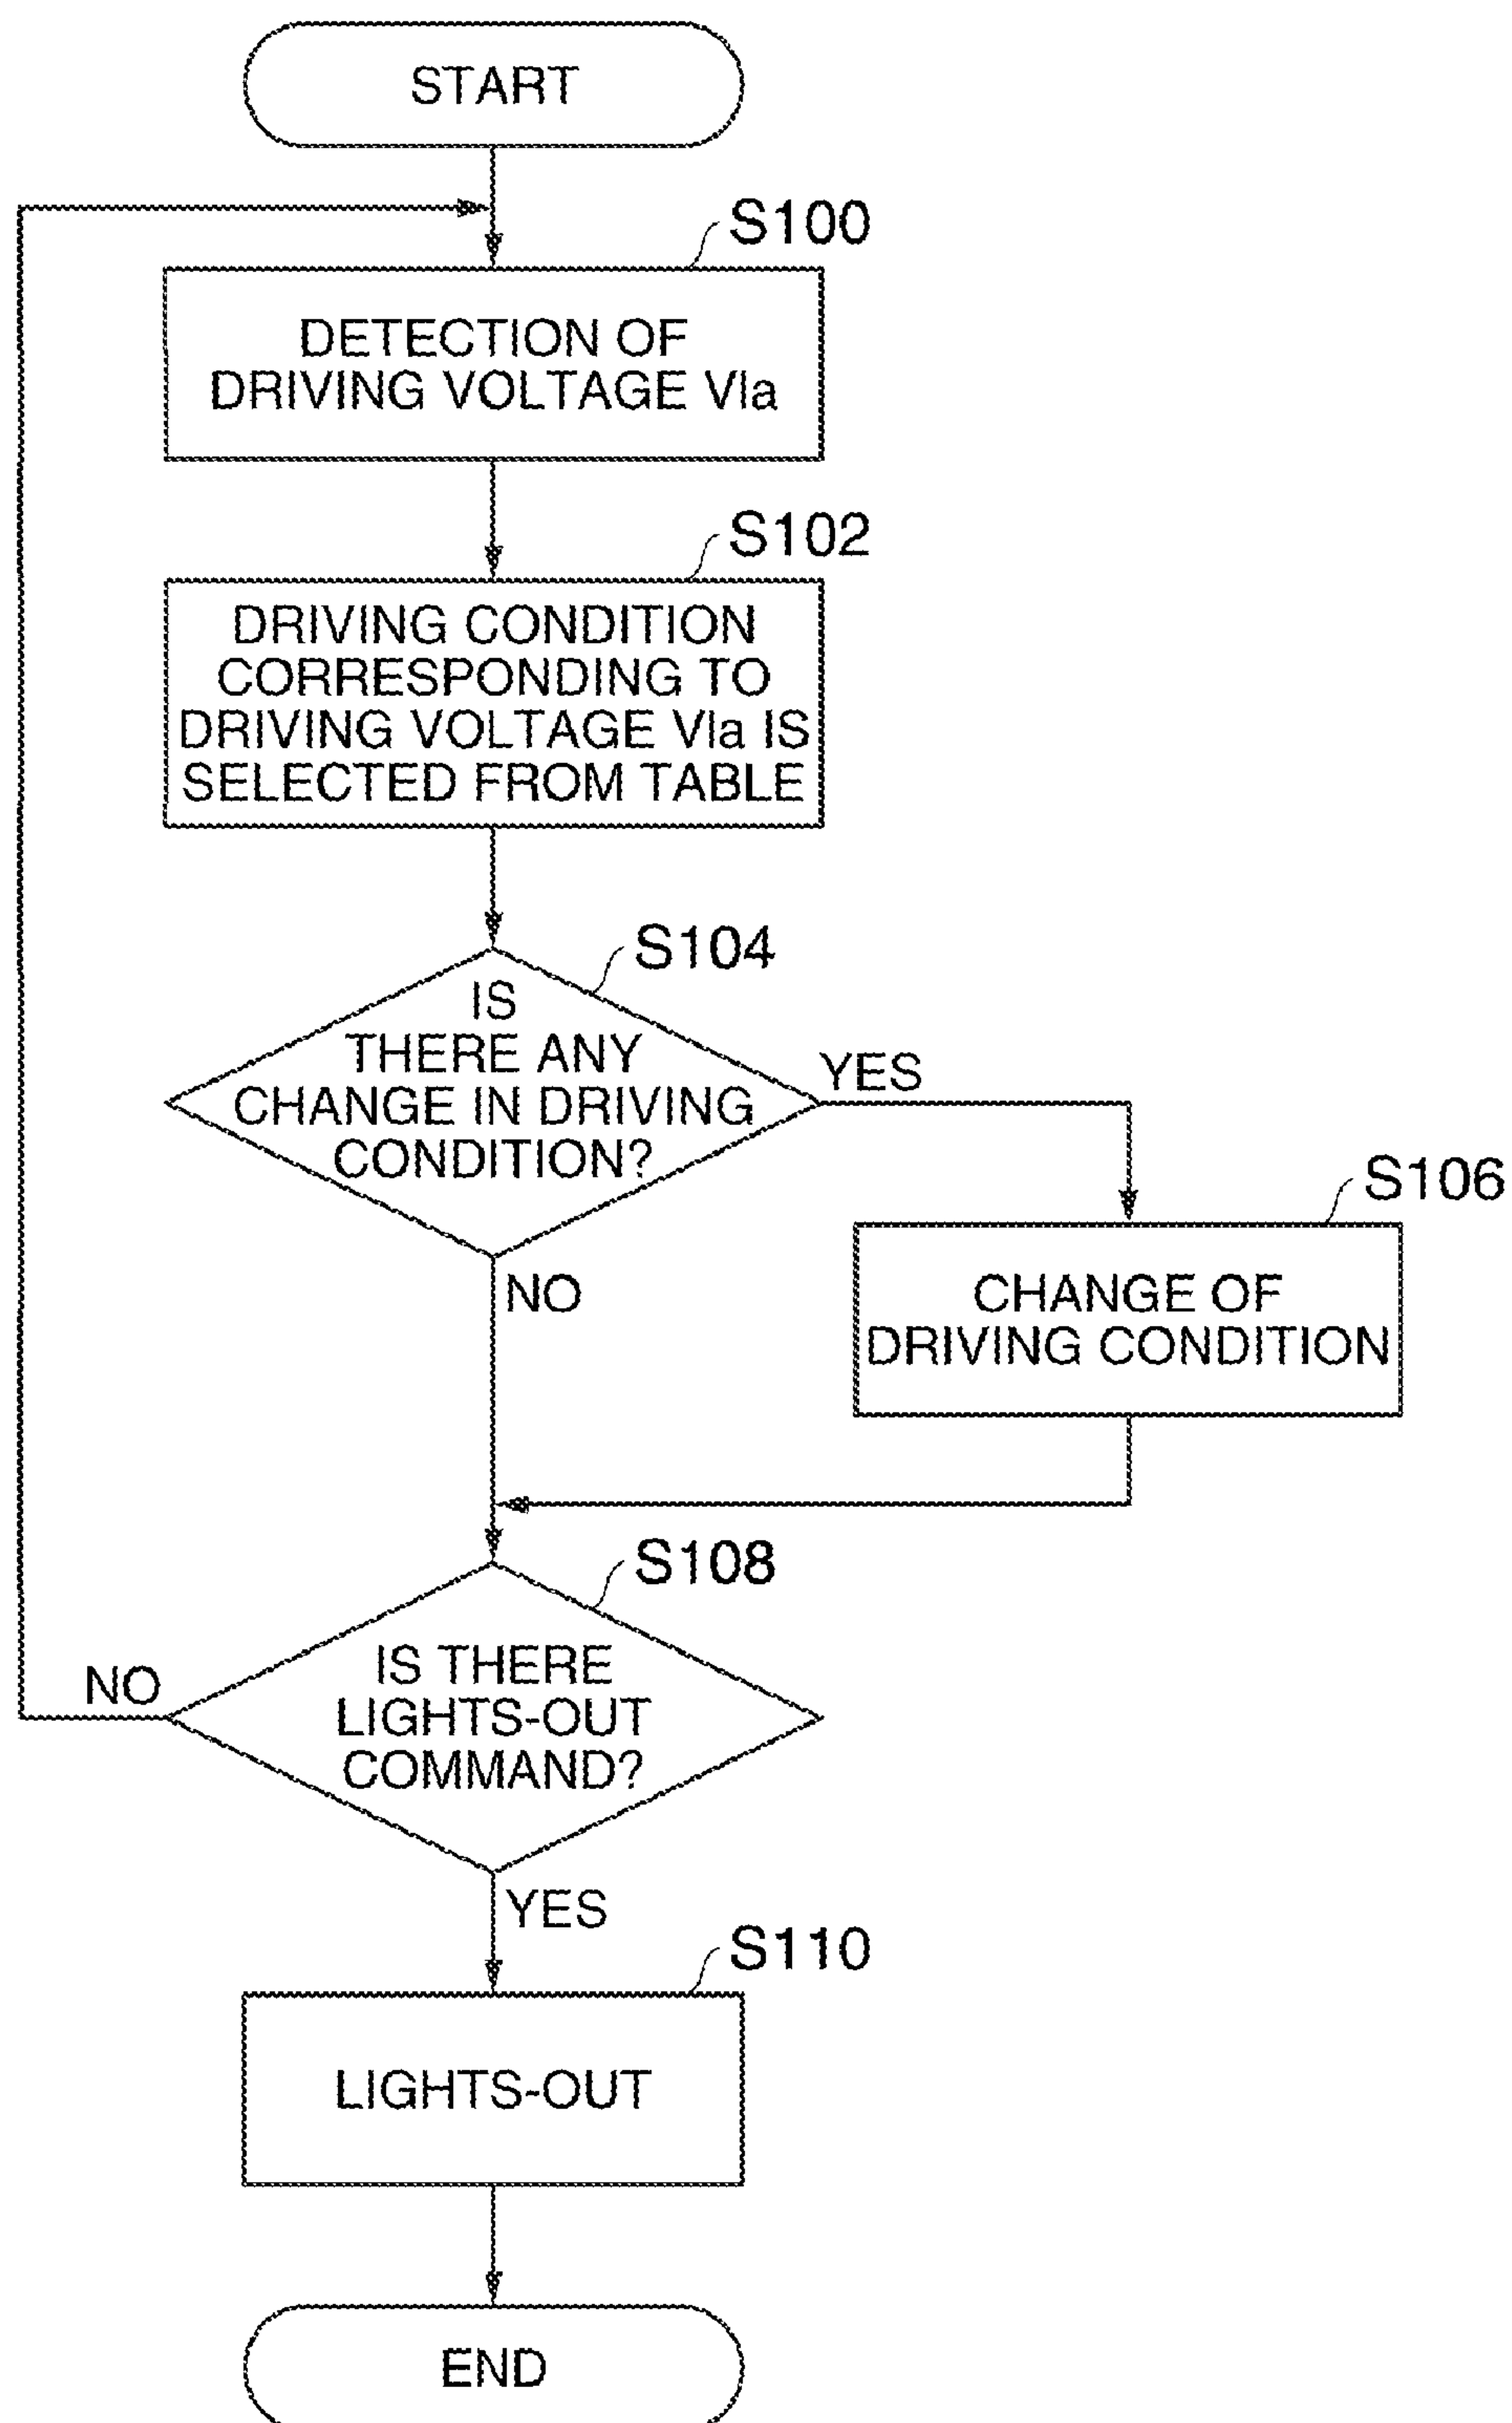 START
S100
DETECTION OF
DRIVING VOLTAGE Vla
S102
DRIVING CONDITION
CORRESPONDING TO
DRIVING VOLTAGE Vla IS
SELECTED FROM TABLE
S104
IS
THERE ANY
CHANGE IN DRIVING
CONDITION?
YES
NO
S106
CHANGE OF
DRIVING CONDITION
S108
IS THERE
LIGHTS-OUT
COMMAND?
NO
YES
S110
LIGHTS-OUT
END